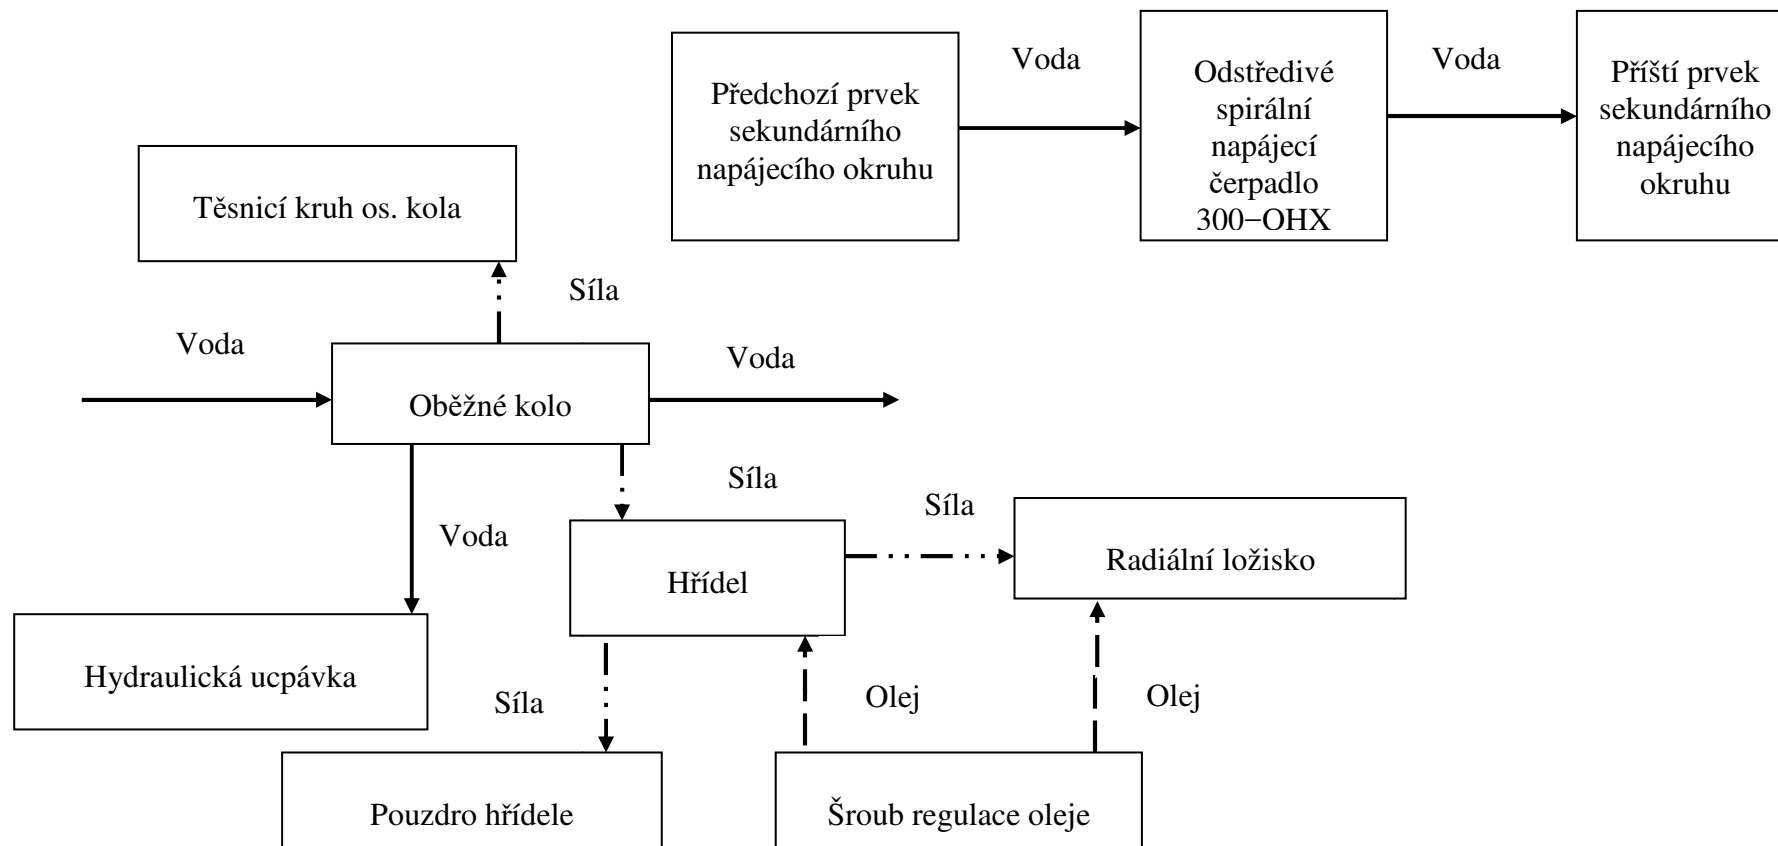 Předchozí prvek
sekundárního
napájecího okruhu
Voda
Odstředivé
spirální
napájecí
čerpadlo
300−OHX
Voda
Příští prvek
sekundárního
napájecího
okruhu
Těsnicí kruh os. kola
Síla
Voda
Oběžné kolo
Voda
Síla
Voda
Síla
Hřídel
Radiální ložisko
Hydraulická ucpávka
Síla
Olej
Olej
Pouzdro hřídele
Šroub regulace oleje